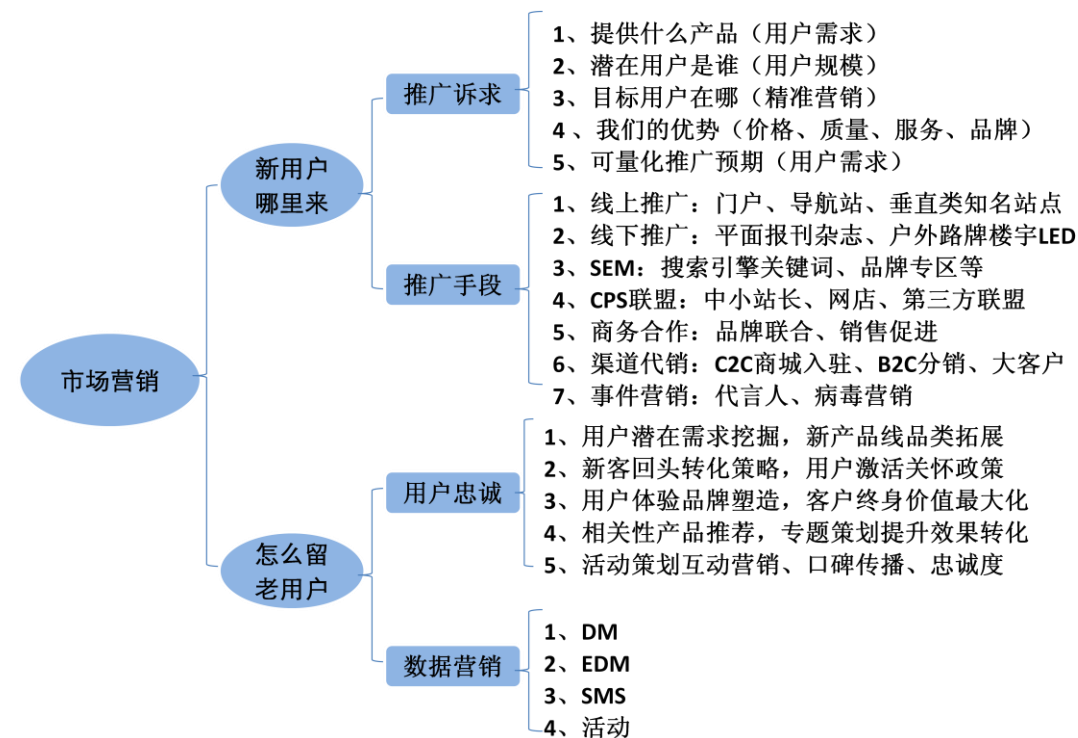 市场营销
新用户
哪里来
推广诉求
1、提供什么产品（用户需求）
2、潜在用户是谁（用户规模）
3、目标用户在哪（精准营销）
4 、我们的优势（价格、质量、服务、品牌）
5、可量化推广预期（用户需求）
推广手段
1、线上推广：门户、导航站、垂直类知名站点
2、线下推广：平面报刊杂志、户外路牌楼宇LED
3、SEM：搜索引擎关键词、品牌专区等
4、CPS联盟：中小站长、网店、第三方联盟
5、商务合作：品牌联合、销售促进
6、渠道代销：C2C商城入驻、B2C分销、大客户
7、事件营销：代言人、病毒营销
怎么留
老用户
用户忠诚
1、用户潜在需求挖掘，新产品线品类拓展
2、新客回头转化策略，用户激活关怀政策
3、用户体验品牌塑造，客户终身价值最大化
4、相关性产品推荐，专题策划提升效果转化
5、活动策划互动营销、口碑传播、忠诚度
数据营销
1、DM
2、EDM
3、SMS
4、活动